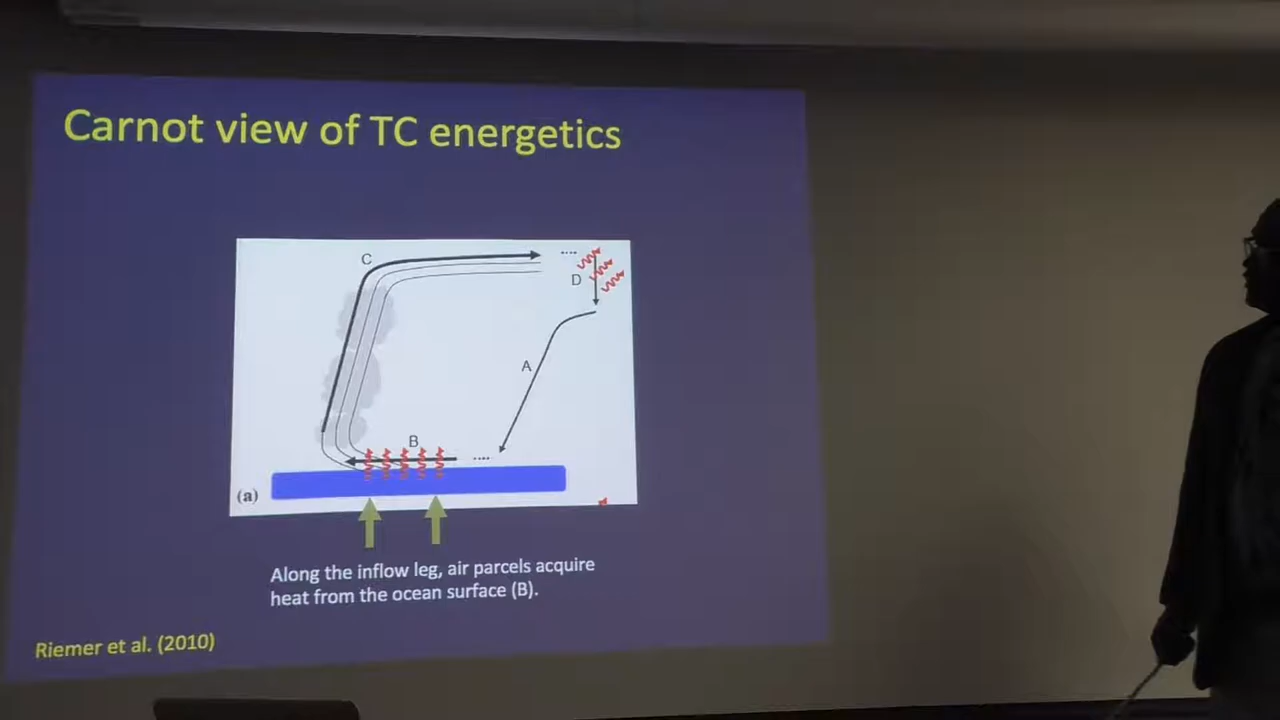 Carnot view of TC energetics
C
....
D
A
B
....
(a)
Along the inflow leg, air parcels acquire
heat from the ocean surface (B).
Riemer et al. (2010)